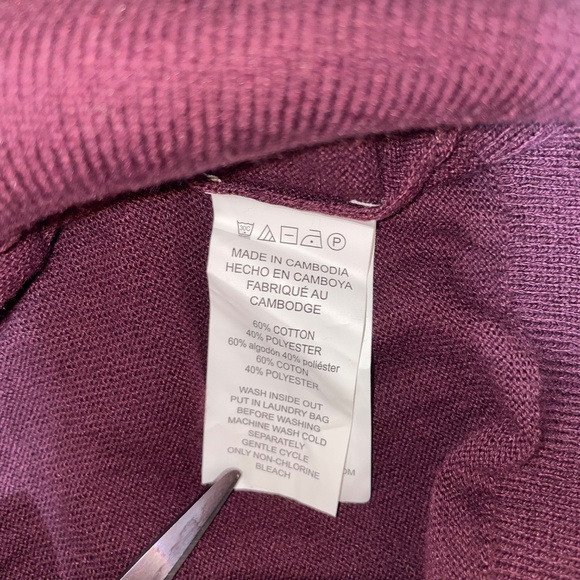 30C
P
MADE IN CAMBODIA
HECHO EN CAMBOYA
FABRIQUÉ AU
CAMBODGE
60% COTTON
40% POLYESTER
60% algodón 40% poliéster
60% COTON
40% POLYESTER
WASH INSIDE OUT
PUT IN LAUNDRY BAG
BEFORE WASHING
MACHINE WASH COLD
SEPARATELY
GENTLE CYCLE
ONLY NON-CHLORINE
BLEACH
OM